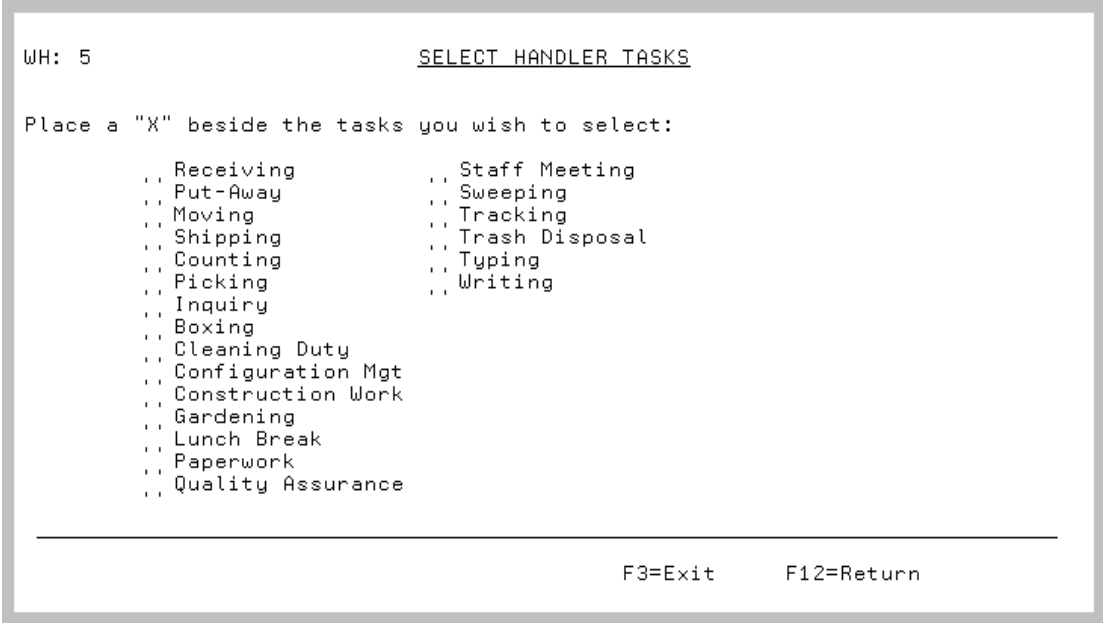 WH: 5 SELECT HANDLER TASKS
Place a "X" beside the tasks you wish to select:
Receiving Staff Meeting
Put-Away Sweeping
Moving Tracking
Shipping Trash Disposal
Counting Typing
Picking Writing
Inquiry
Boxing
Cleaning Duty
Configuration Mgt
Construction Work
Gardening
Lunch Break
Paperwork
Quality Assurance
F3=Exit F12=Return